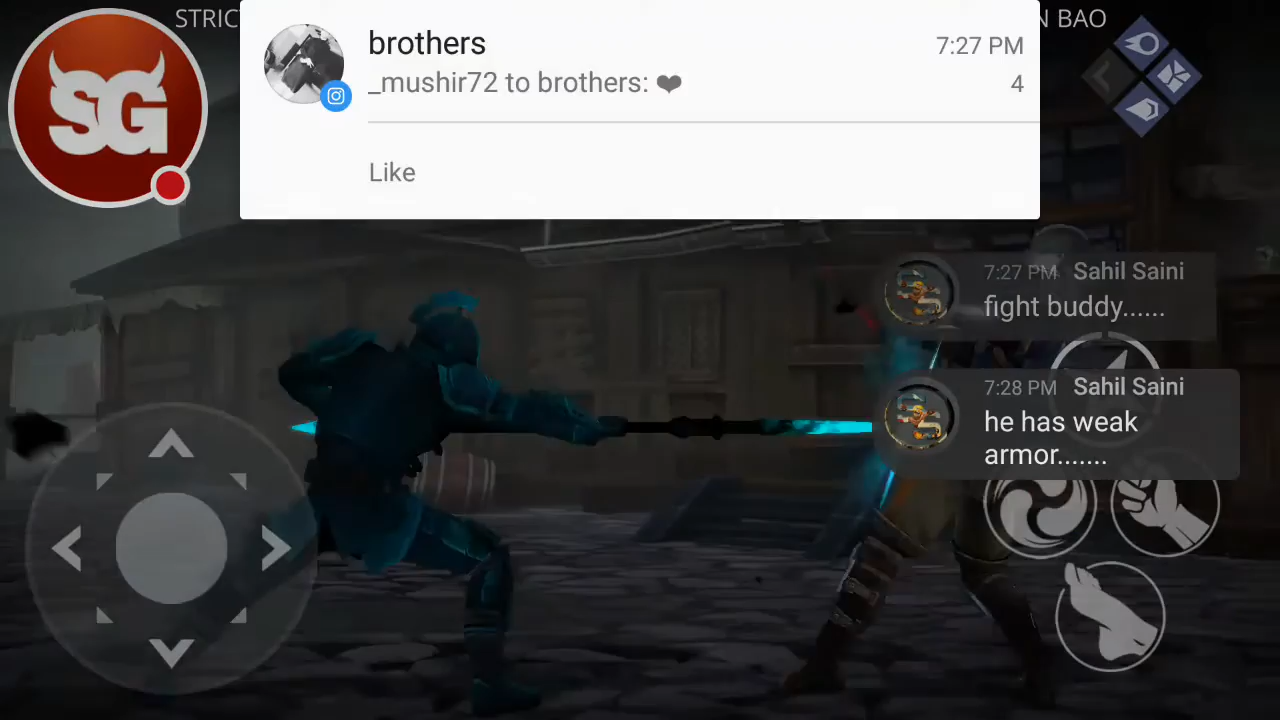 STRIC
N BAO
SG
brothers
7:27 PM
_mushir72 to brothers: ❤
4
Like
7:27 PM Sahil Saini
fight buddy......
7:28 PM Sahil Saini
he has weak
armor.......